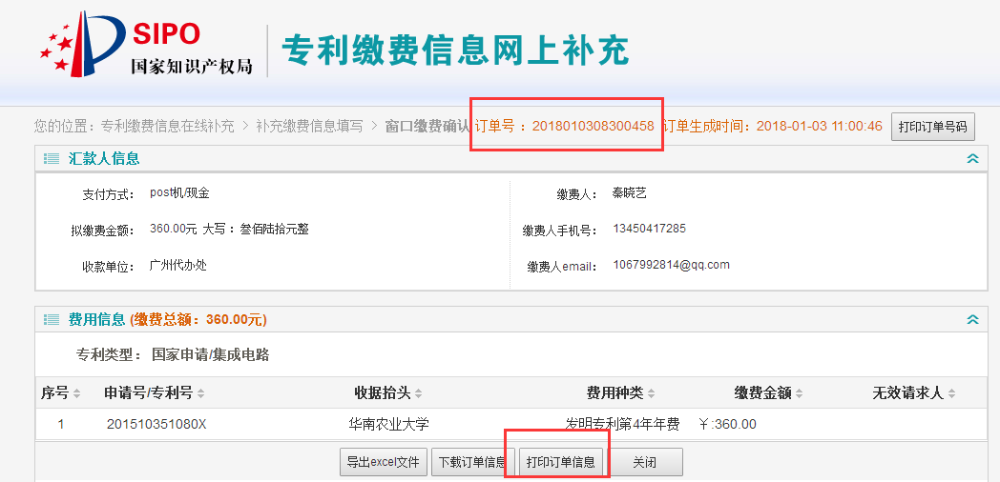 SIPO
国家知识产权局
专利缴费信息网上补充
您的位置：专利缴费信息在线补充 > 补充缴费信息填写 > 窗口缴费确认 订单号 ：2018010308300458 订单生成时间：2018-01-03 11:00:46 打印订单号码
汇款人信息
支付方式： post机/现金 缴费人： 秦晓艺
拟缴费金额： 360.00元 大写 ：叁佰陆拾元整 缴费人手机号： 13450417285
收款单位： 广州代办处 缴费人email： 1067992814@qq.com
费用信息 (缴费总额：360.00元)
专利类型： 国家申请/集成电路
序号 申请号/专利号 收据抬头 费用种类 缴费金额 无效请求人
1 201510351080X 华南农业大学 发明专利第4年年费 ￥:360.00
导出excel文件 下载订单信息 打印订单信息 关闭